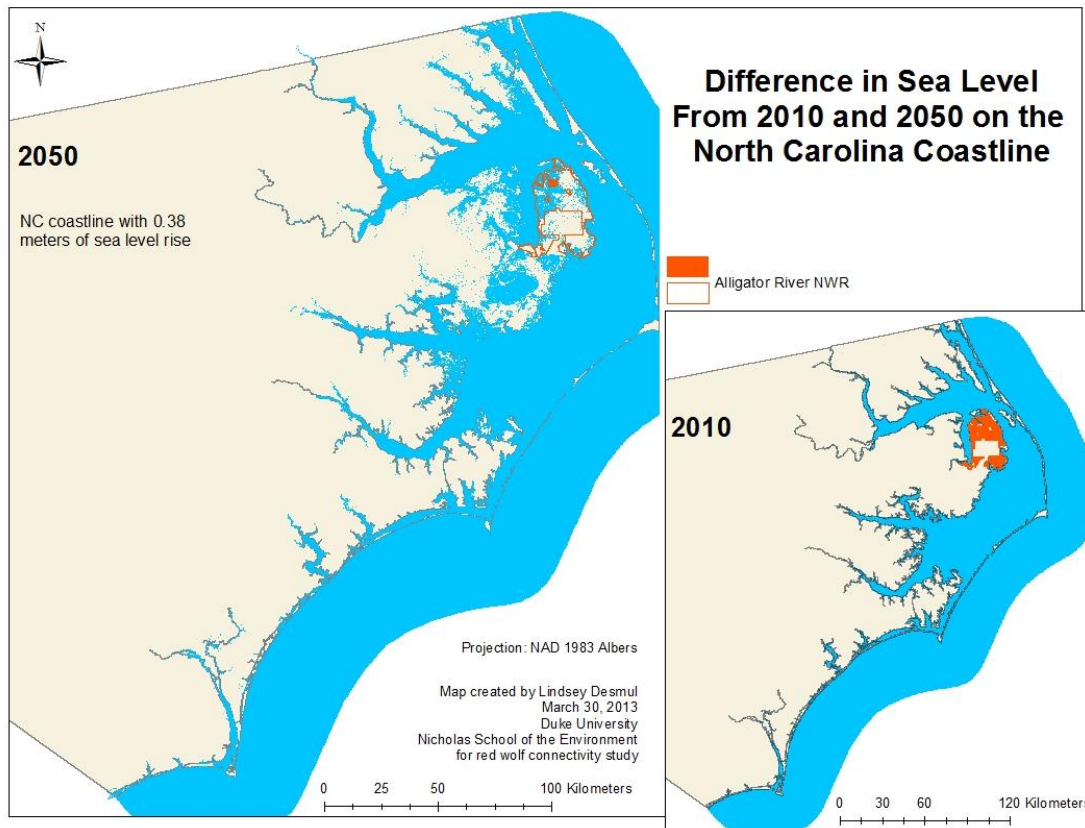 N
Difference in Sea Level
From 2010 and 2050 on the
North Carolina Coastline
2050
NC coastline with 0.38
meters of sea level rise
Alligator River NWR
2010
Projection: NAD 1983 Albers
Map created by Lindsey Desmul
March 30, 2013
Duke University
Nicholas School of the Environment
for red wolf connectivity study
0 25 50 100 Kilometers
0 30 60 120 Kilometers